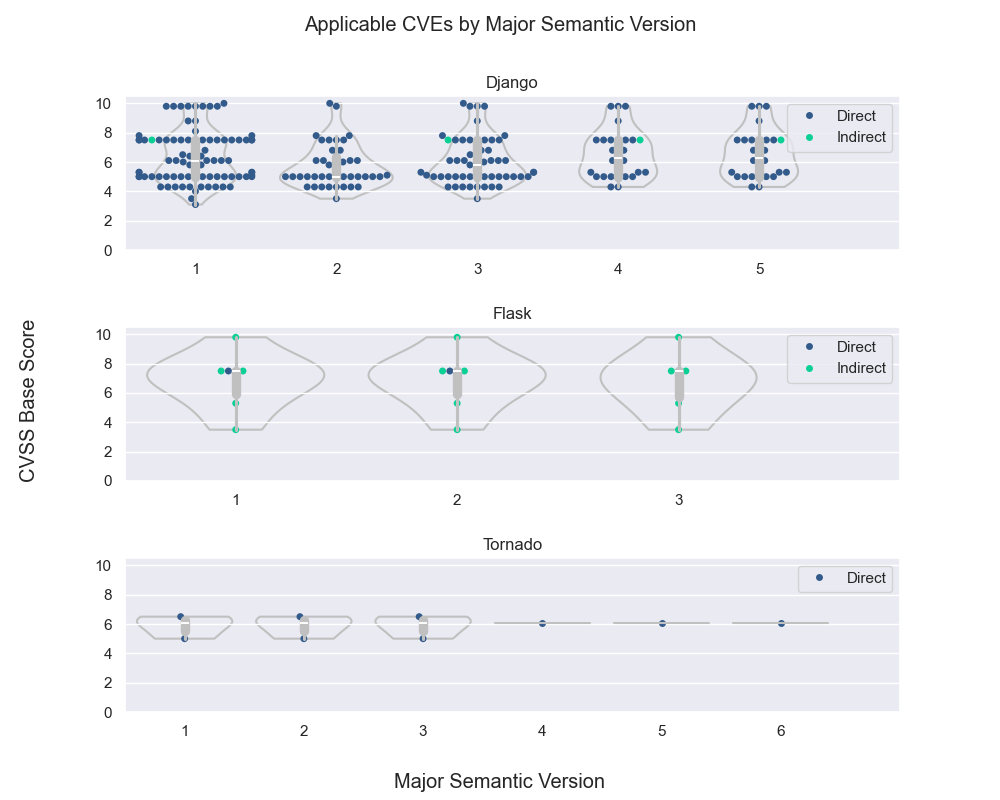 Applicable CVEs by Major Semantic Version
Django
10
8
6
4
2
0
1 2 3 4 5
Direct
Indirect
CVSS Base Score
Flask
10
8
6
4
2
0
1 2 3
Direct
Indirect
Tornado
10
8
6
4
2
0
1 2 3 4 5 6
Direct
Major Semantic Version